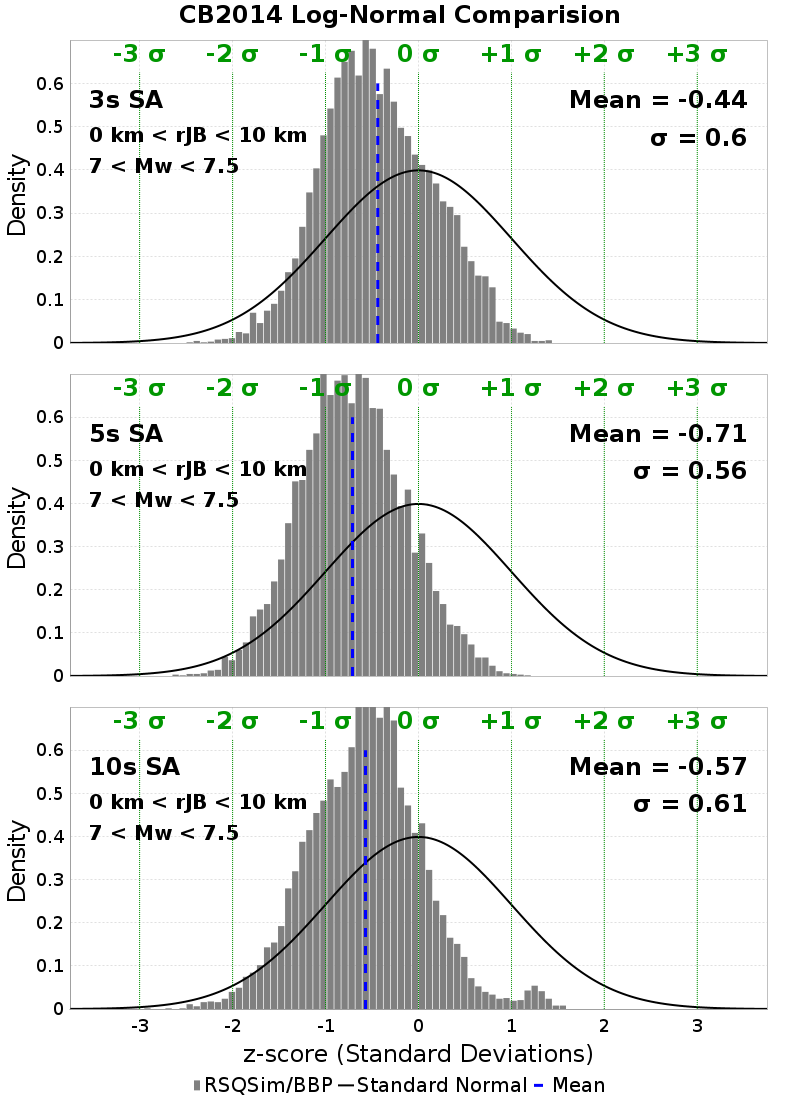 CB2014 Log-Normal Comparision
-3 σ -2 σ -1 σ 0 σ +1 σ +2 σ +3 σ
3s SA
0 km < rJB < 10 km
7 < Mw < 7.5
Mean = -0.44
σ = 0.6
Density
0.6
0.5
0.4
0.3
0.2
0.1
0
-3 σ -2 σ -1 σ 0 σ +1 σ +2 σ +3 σ
5s SA
0 km < rJB < 10 km
7 < Mw < 7.5
Mean = -0.71
σ = 0.56
Density
0.6
0.5
0.4
0.3
0.2
0.1
0
-3 σ -2 σ -1 σ 0 σ +1 σ +2 σ +3 σ
10s SA
0 km < rJB < 10 km
7 < Mw < 7.5
Mean = -0.57
σ = 0.61
Density
0.6
0.5
0.4
0.3
0.2
0.1
0
-3 -2 -1 0 1 2 3
z-score (Standard Deviations)
RSQSim/BBP Standard Normal Mean